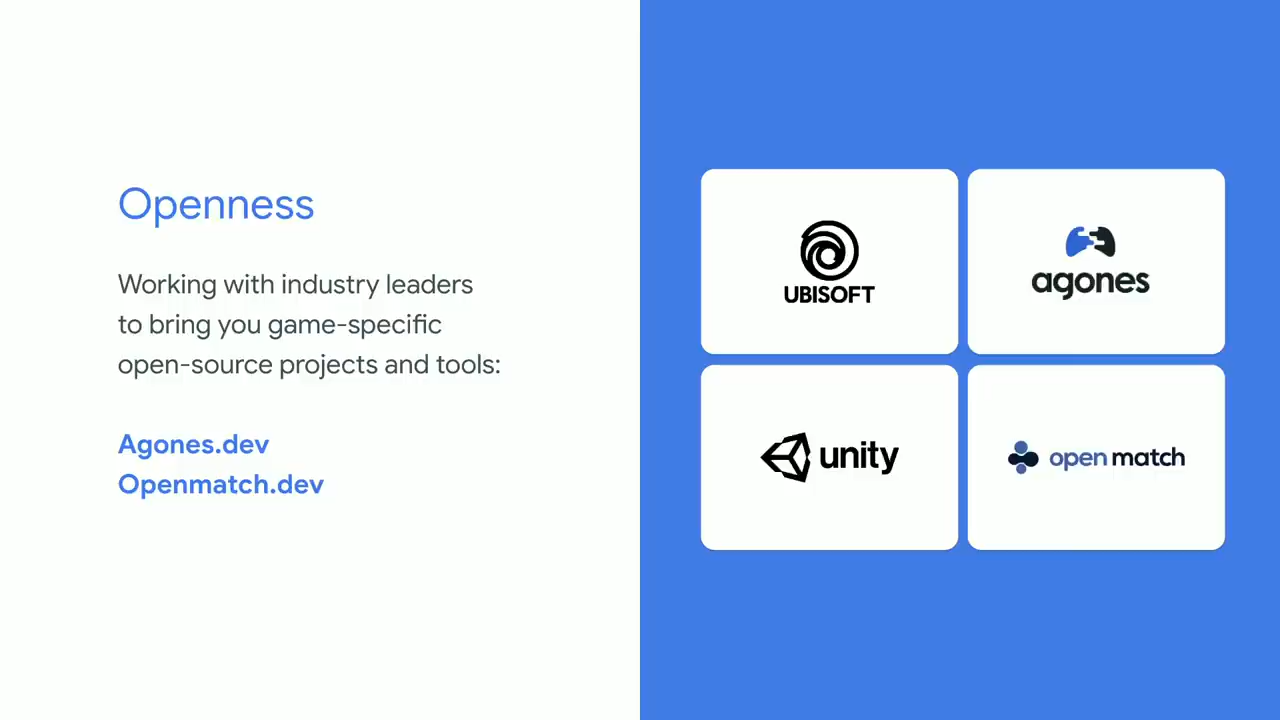 Openness
Working with industry leaders
to bring you game-specific
open-source projects and tools:
Agones.dev
Openmatch.dev
UBISOFT
agones
unity
open match